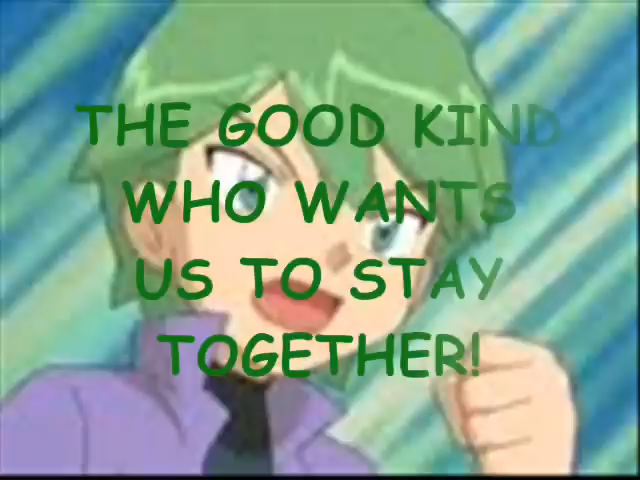 THE GOOD KIND
WHO WANTS
US TO STAY
TOGETHER!